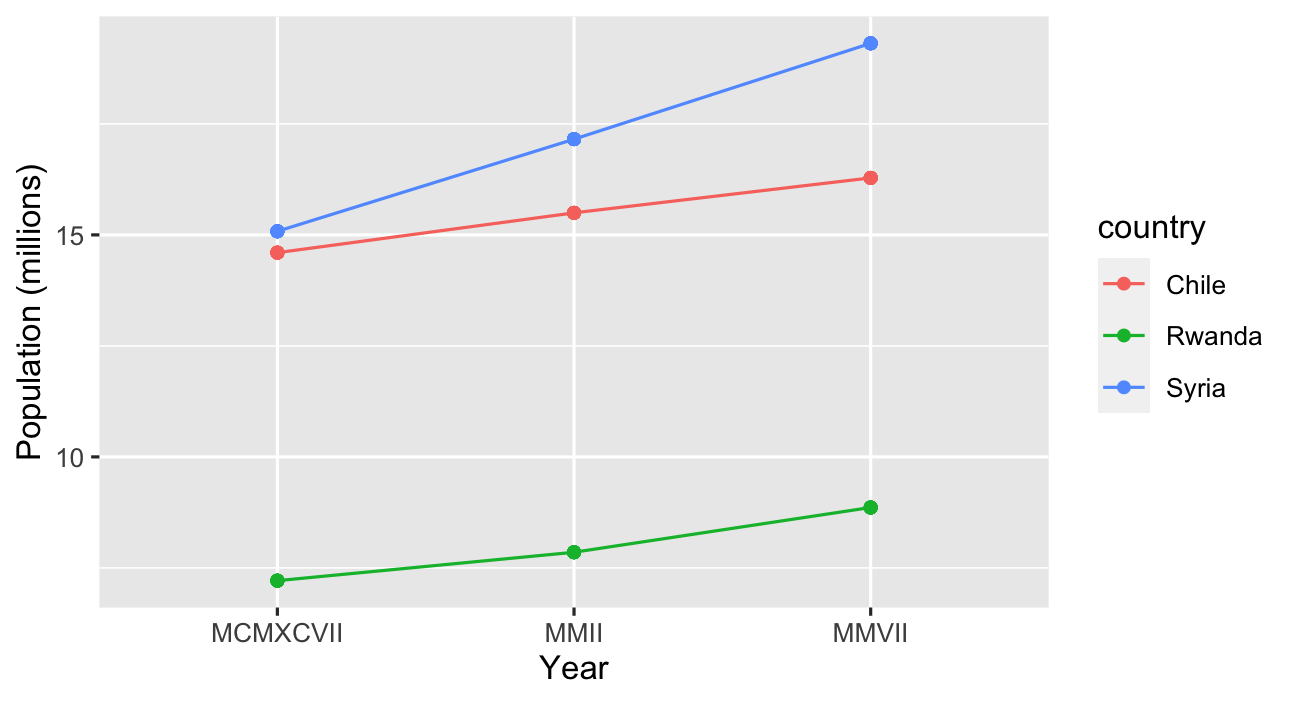 Population (millions)
15
10
MCMXCVII MMII MMVII
Year
country
Chile
Rwanda
Syria